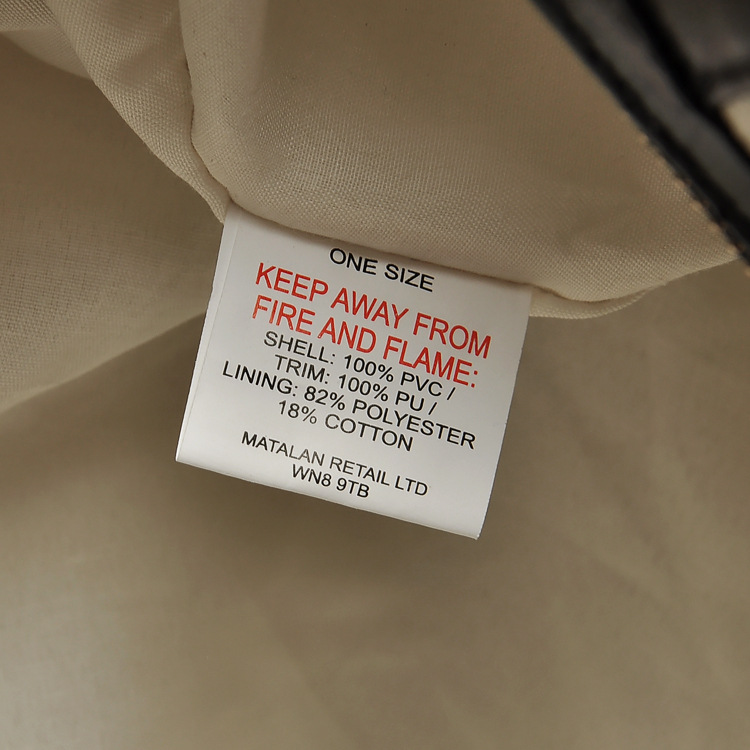 ONE SIZE
KEEP AWAY FROM
FIRE AND FLAME:
SHELL: 100% PVC /
TRIM: 100% PU /
LINING: 82% POLYESTER
18% COTTON
MATALAN RETAIL LTD
WN8 9TB